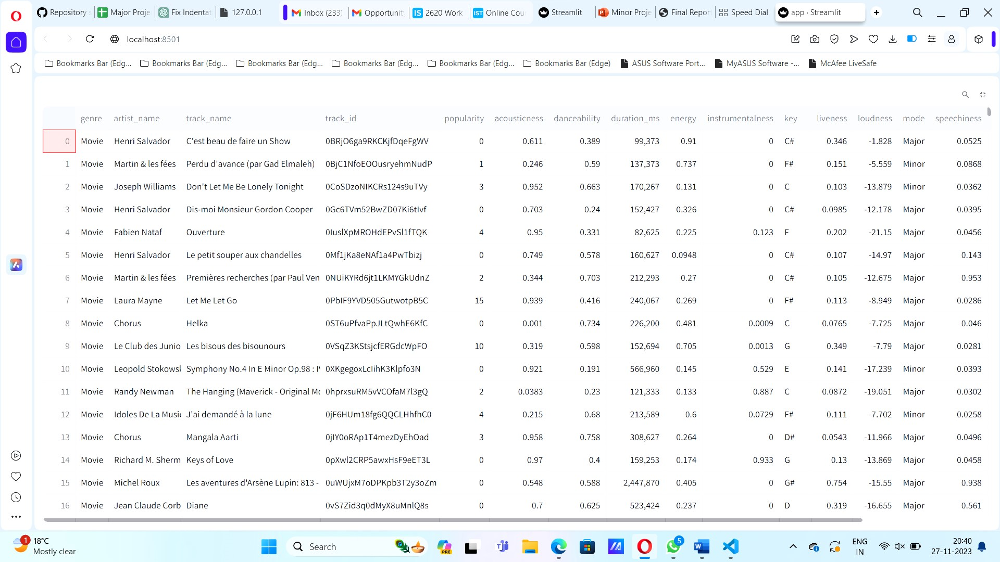 Repository Major Proje Fix Indentat 127.0.0.1 Inbox (233) Opportunit 2620 Work Online Cou Streamlit Minor Proje Final Report Speed Dial app · Streamlit
localhost:8501
Bookmarks Bar (Edg... Bookmarks Bar (Edg... Bookmarks Bar (Edg... Bookmarks Bar (Edg... Bookmarks Bar (Edg... Bookmarks Bar (Edge) ASUS Software Port... MyASUS Software -... McAfee LiveSafe
genre artist_name track_name track_id popularity acousticness danceability duration_ms energy instrumentalness key liveness loudness mode speechiness
0 Movie Henri Salvador C'est beau de faire un Show 0BRjO6ga9RKCKjfDqeFgWV 0 0.611 0.389 99,373 0.91 0 C# 0.346 -1.828 Major 0.0525
1 Movie Martin & les fées Perdu d'avance (par Gad Elmaleh) 0BjC1NfoEOOusryehmNudP 1 0.246 0.59 137,373 0.737 0 F# 0.151 -5.559 Minor 0.0868
2 Movie Joseph Williams Don't Let Me Be Lonely Tonight 0CoSDzoNIKCRs124s9uTVy 3 0.952 0.663 170,267 0.131 0 C 0.103 -13.879 Minor 0.0362
3 Movie Henri Salvador Dis-moi Monsieur Gordon Cooper 0Gc6TVm52BwZD07Ki6tIvf 0 0.703 0.24 152,427 0.326 0 C# 0.0985 -12.178 Major 0.0395
4 Movie Fabien Nataf Ouverture 0IuslXpMROHdEPvSl1fTQK 4 0.95 0.331 82,625 0.225 0.123 F 0.202 -21.15 Major 0.0456
5 Movie Henri Salvador Le petit souper aux chandelles 0Mf1jKa8eNAf1a4PwTbizj 0 0.749 0.578 160,627 0.0948 0 C# 0.107 -14.97 Major 0.143
6 Movie Martin & les fées Premières recherches (par Paul Ven 0NUiKYRd6jt1LKMYGkUdnZ 2 0.344 0.703 212,293 0.27 0 C# 0.105 -12.675 Major 0.953
7 Movie Laura Mayne Let Me Let Go 0PbIF9YVD505GutwotpB5C 15 0.939 0.416 240,067 0.269 0 F# 0.113 -8.949 Major 0.0286
8 Movie Chorus Helka 0ST6uPfvaPpJLtQwhE6KfC 0 0.001 0.734 226,200 0.481 0.0009 C 0.0765 -7.725 Major 0.046
9 Movie Le Club des Junio Les bisous des bisounours 0VSqZ3KStsjcfERGdcWpFO 10 0.319 0.598 152,694 0.705 0.0013 G 0.349 -7.79 Major 0.0281
10 Movie Leopold Stokows Symphony No.4 In E Minor Op.98 : 0XKgegoxLcIihK3Klpfo3N 0 0.921 0.191 566,960 0.145 0.529 E 0.141 -17.239 Minor 0.0393
11 Movie Randy Newman The Hanging (Maverick - Original Mo 0hprxsuRM5vVCOfaM7l3gQ 2 0.0383 0.23 121,333 0.133 0.887 C 0.0872 -19.051 Major 0.0302
12 Movie Idoles De La Music J'ai demandé à la lune 0jF6HUm18fg6QQCLHhfhC0 4 0.215 0.68 213,589 0.6 0.0729 F# 0.111 -7.702 Minor 0.0258
13 Movie Chorus Mangala Aarti 0jIY0oRAp1T4mezDyEhOad 3 0.958 0.758 308,627 0.264 0 D# 0.0543 -11.966 Major 0.0496
14 Movie Richard M. Sherm Keys of Love 0pXwl2CRP5awxHsF9eET3L 0 0.97 0.4 159,253 0.174 0.933 G 0.13 -13.869 Major 0.0458
15 Movie Michel Roux Les aventures d'Arsène Lupin: 813 - 0uWUjxM7oDPKpb3T2y3oZm 0 0.548 0.588 2,447,870 0.405 0 G# 0.754 -15.55 Major 0.938
16 Movie Jean Claude Corb Diane 0vS7Zid3q0dMyX8uMnlQ8s 0 0.7 0.625 523,424 0.237 0 D 0.319 -16.655 Major 0.561
1 18°C Search PRE 5 ENG 20:40
Mostly clear IN 27-11-2023